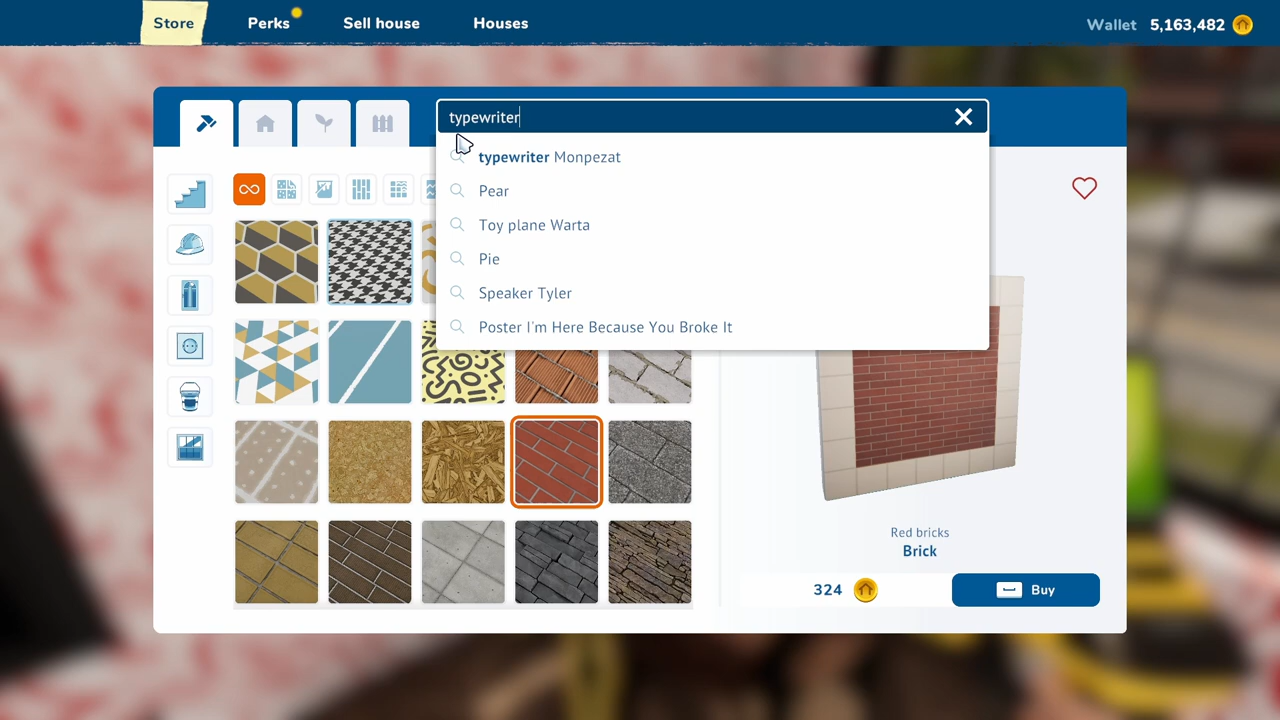 Store
Perks
Sell house
Houses
Wallet 5,163,482
typewriter
typewriter Monpezat
Pear
Toy plane Warta
Pie
Speaker Tyler
Poster I'm Here Because You Broke It
Red bricks
Brick
324
Buy